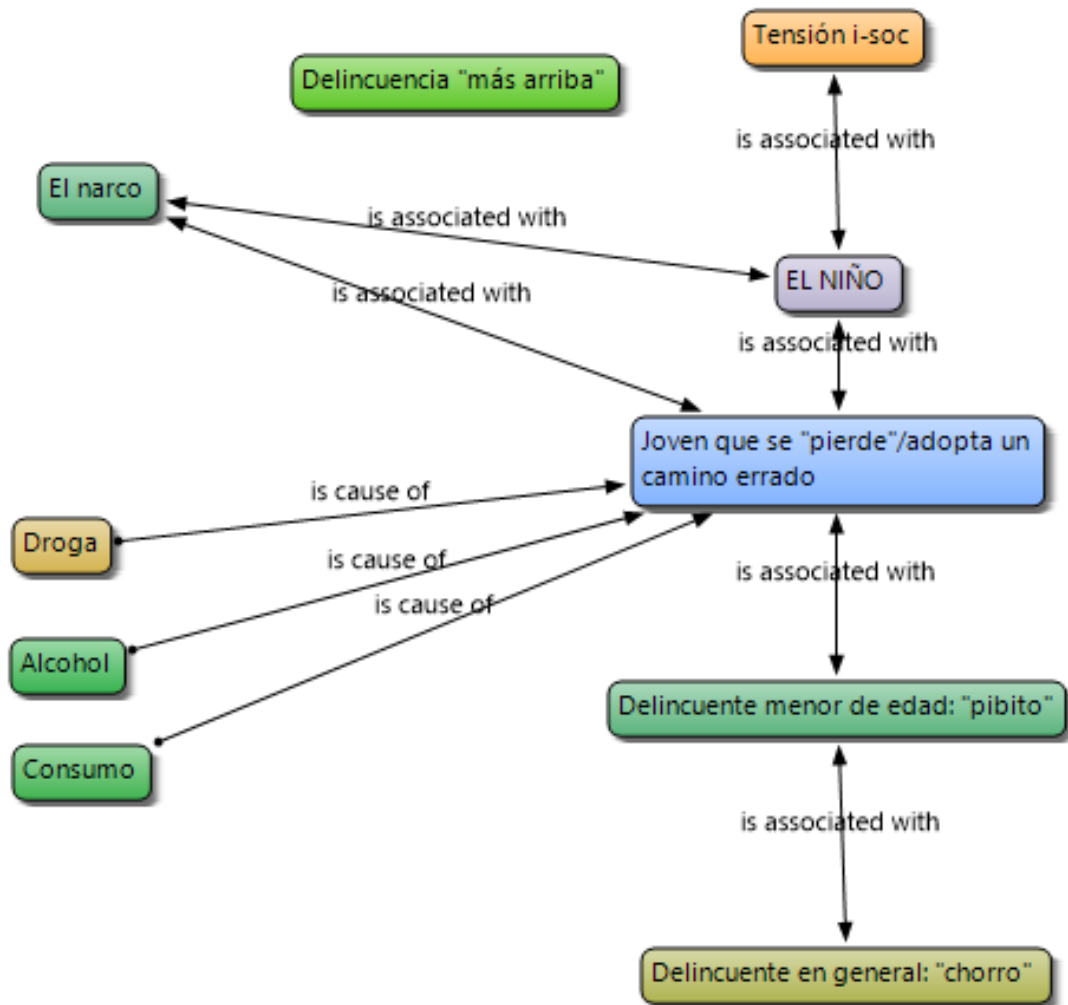 Tensión i-soc
Delincuencia "más arriba"
is associated with
El narco
is associated with
EL NIÑO
is associated with
is associated with
Joven que se "pierde"/adopta un
camino errado
is cause of
Droga
is cause of
is associated with
is cause of
Alcohol
Delincuente menor de edad: "pibito"
Consumo
is associated with
Delincuente en general: "chorro"